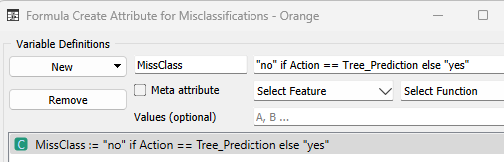 Formula Create Attribute for Misclassifications - Orange
Variable Definitions
New MissClass "no" if Action == Tree_Prediction else "yes"
Remove Meta attribute Select Feature Select Function
Values (optional) A, B ...
C MissClass := "no" if Action == Tree_Prediction else "yes"